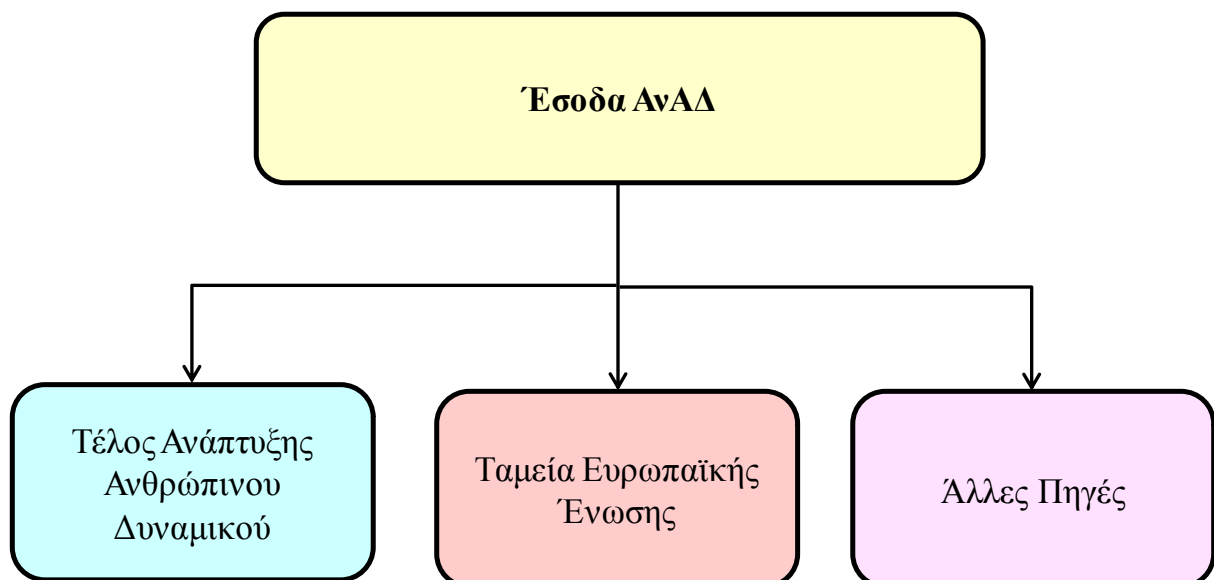 Έσοδα ΑνΑΔ
Τέλος Ανάπτυξης
Ανθρώπινου
Δυναμικού
Ταμεία Ευρωπαϊκής
Ένωσης
Άλλες Πηγές